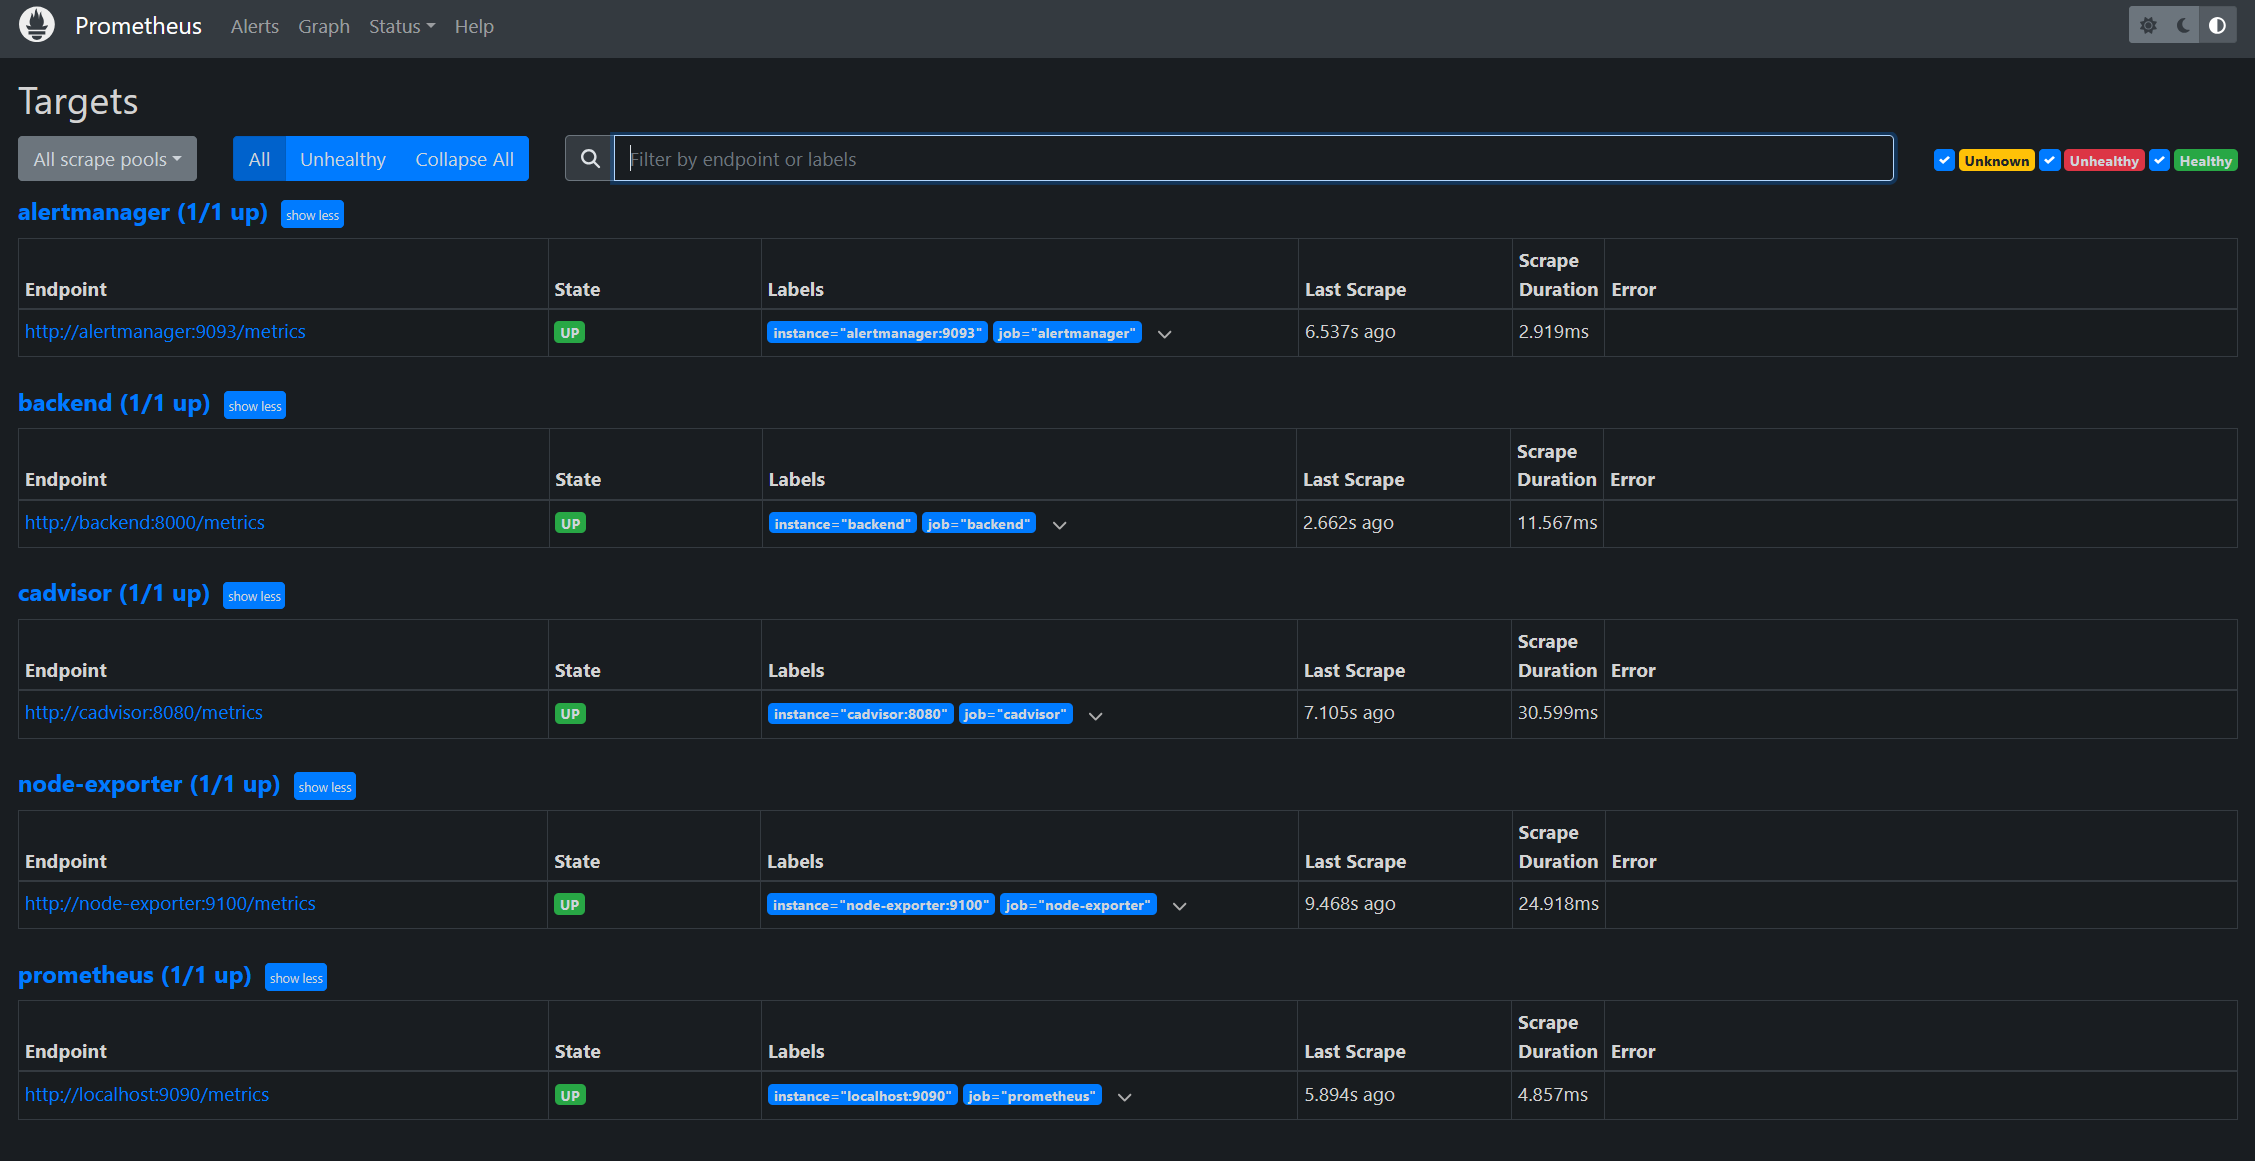 Prometheus Alerts Graph Status Help
Targets
All scrape pools All Unhealthy Collapse All Filter by endpoint or labels Unknown Unhealthy Healthy
alertmanager (1/1 up) show less
Endpoint State Labels Last Scrape Scrape Duration Error
http://alertmanager:9093/metrics UP instance="alertmanager:9093" job="alertmanager" 6.537s ago 2.919ms
backend (1/1 up) show less
Endpoint State Labels Last Scrape Scrape Duration Error
http://backend:8000/metrics UP instance="backend" job="backend" 2.662s ago 11.567ms
cadvisor (1/1 up) show less
Endpoint State Labels Last Scrape Scrape Duration Error
http://cadvisor:8080/metrics UP instance="cadvisor:8080" job="cadvisor" 7.105s ago 30.599ms
node-exporter (1/1 up) show less
Endpoint State Labels Last Scrape Scrape Duration Error
http://node-exporter:9100/metrics UP instance="node-exporter:9100" job="node-exporter" 9.468s ago 24.918ms
prometheus (1/1 up) show less
Endpoint State Labels Last Scrape Scrape Duration Error
http://localhost:9090/metrics UP instance="localhost:9090" job="prometheus" 5.894s ago 4.857ms